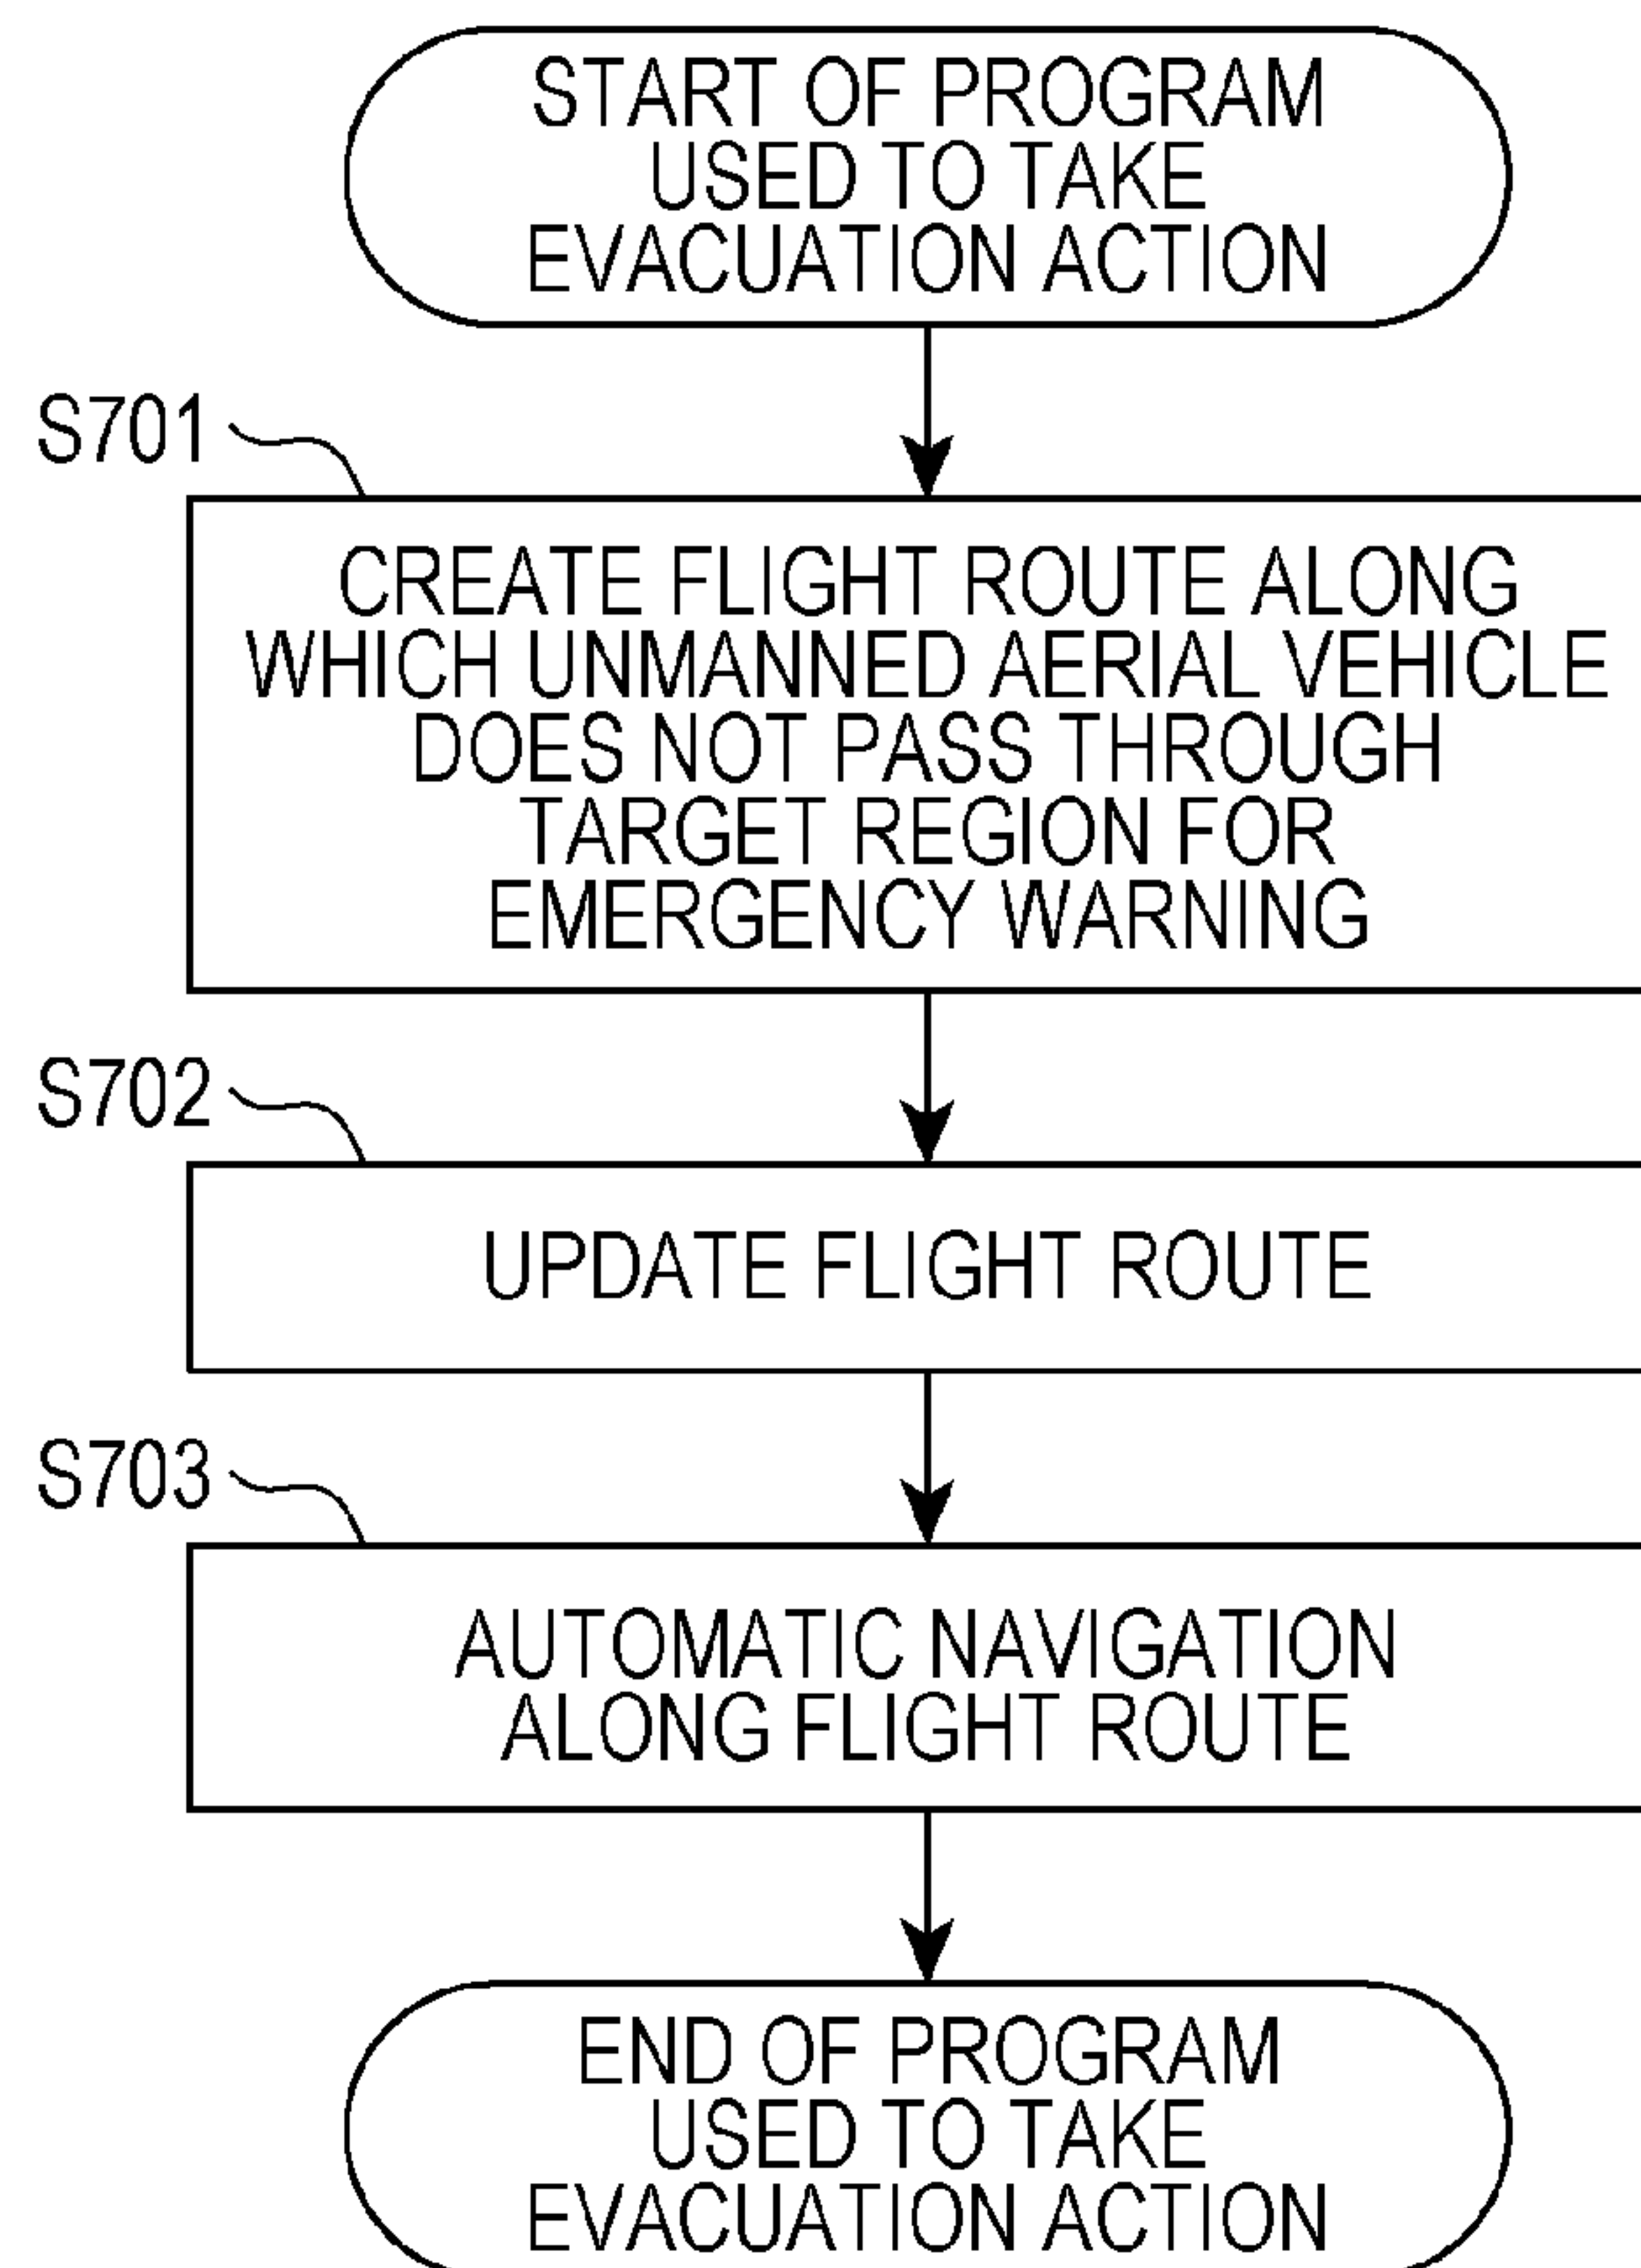 START OF PROGRAM
USED TO TAKE
EVACUATION ACTION
S701
CREATE FLIGHT ROUTE ALONG
WHICH UNMANNED AERIAL VEHICLE
DOES NOT PASS THROUGH
TARGET REGION FOR
EMERGENCY WARNING
S702
UPDATE FLIGHT ROUTE
S703
AUTOMATIC NAVIGATION
ALONG FLIGHT ROUTE
END OF PROGRAM
USED TO TAKE
EVACUATION ACTION